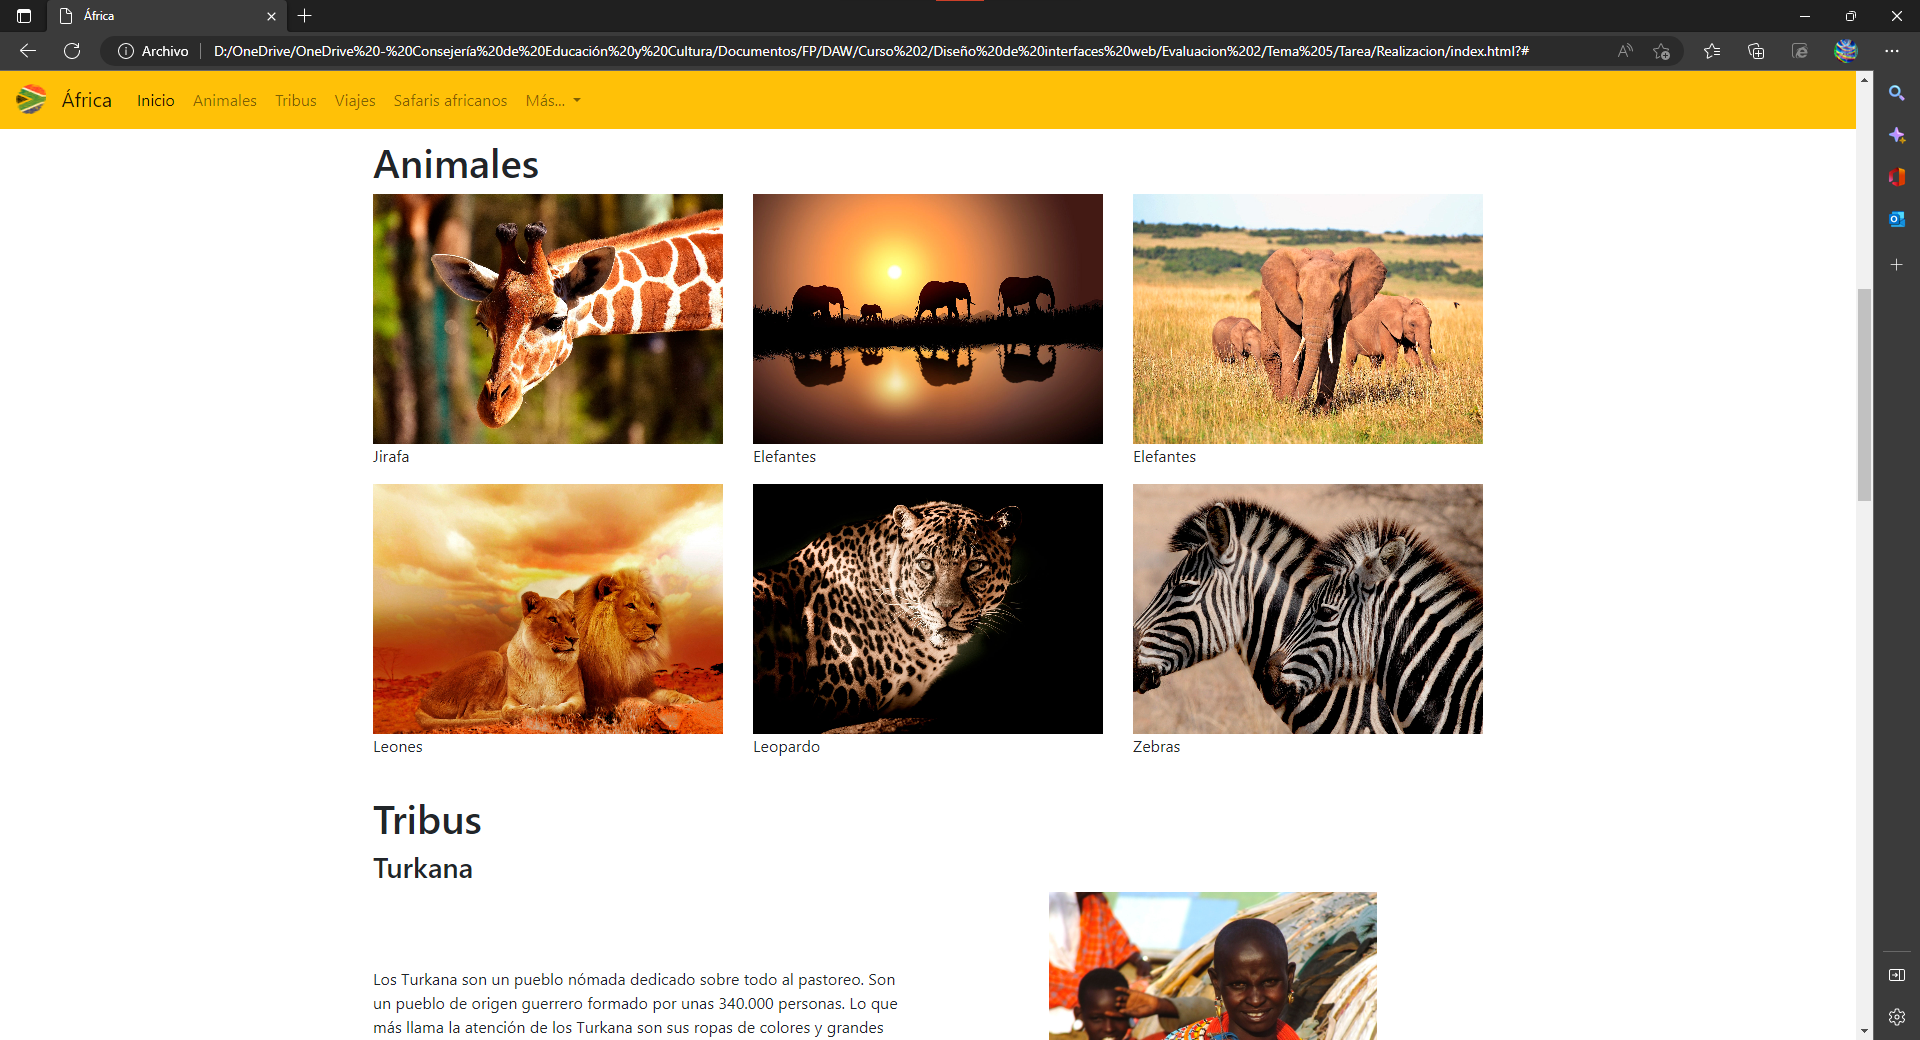 África
Archivo
D:/OneDrive/OneDrive%20-%20Consejería%20de%20Educación%20y%20Cultura/Documentos/FP/DAW/Curso%202/Diseño%20de%20interfaces%20web/Evaluacion%202/Tema%205/Tarea/Realizacion/index.html?#
África Inicio Animales Tribus Viajes Safaris africanos Más...
Animales
Jirafa
Elefantes
Elefantes
Leones
Leopardo
Zebras
Tribus
Turkana
Los Turkana son un pueblo nómada dedicado sobre todo al pastoreo. Son
un pueblo de origen guerrero formado por unas 340.000 personas. Lo que
más llama la atención de los Turkana son sus ropas de colores y grandes